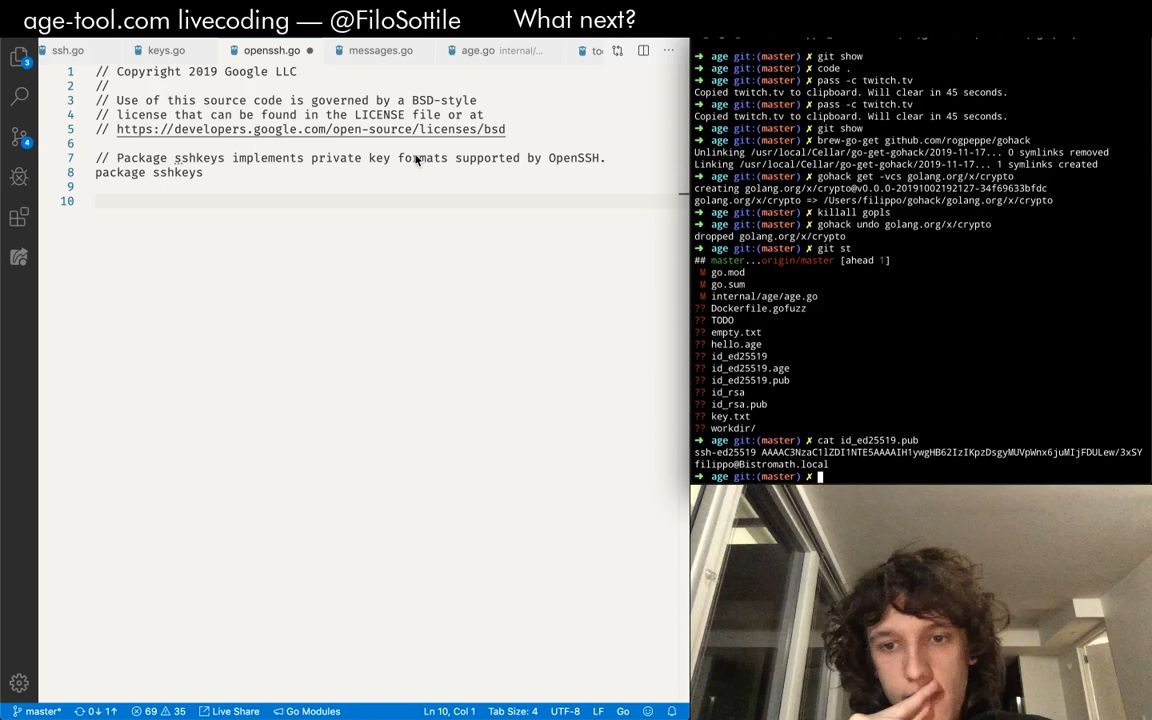 age-tool.com livecoding — @FiloSottile What next?
ssh.go keys.go openssh.go messages.go age.go internal/...
1 // Copyright 2019 Google LLC
2 //
3 // Use of this source code is governed by a BSD-style
4 // license that can be found in the LICENSE file or at
5 // https://developers.google.com/open-source/licenses/bsd
6
7 // Package sshkeys implements private key formats supported by OpenSSH.
8 package sshkeys
9
10
3
4
master* 0↓ 1↑ 69 35 Live Share Go Modules Ln 10, Col 1 Tab Size: 4 UTF-8 LF Go
➜ age git:(master) ✗ git show
➜ age git:(master) ✗ code .
➜ age git:(master) ✗ pass -c twitch.tv
Copied twitch.tv to clipboard. Will clear in 45 seconds.
➜ age git:(master) ✗ pass -c twitch.tv
Copied twitch.tv to clipboard. Will clear in 45 seconds.
➜ age git:(master) ✗ git show
➜ age git:(master) ✗ brew-go-get github.com/rogpeppe/gohack
Unlinking /usr/local/Cellar/go-get-gohack/2019-11-17... 0 symlinks removed
Linking /usr/local/Cellar/go-get-gohack/2019-11-17... 1 symlinks created
➜ age git:(master) ✗ gohack get -vcs golang.org/x/crypto
creating golang.org/x/crypto@v0.0.0-20191002192127-34f69633bfdc
golang.org/x/crypto => /Users/filippo/gohack/golang.org/x/crypto
➜ age git:(master) ✗ killall gopls
➜ age git:(master) ✗ gohack undo golang.org/x/crypto
dropped golang.org/x/crypto
➜ age git:(master) ✗ git st
## master...origin/master [ahead 1]
M go.mod
M go.sum
M internal/age/age.go
?? Dockerfile.gofuzz
?? TODO
?? empty.txt
?? hello.age
?? id_ed25519
?? id_ed25519.age
?? id_ed25519.pub
?? id_rsa
?? id_rsa.pub
?? key.txt
?? workdir/
➜ age git:(master) ✗ cat id_ed25519.pub
ssh-ed25519 AAAAC3NzaC1lZDI1NTE5AAAAIH1ywgHB62IzIKpzDsgyMUVpWnx6juMIjFDULew/3xSY
filippo@Bistromath.local
➜ age git:(master) ✗